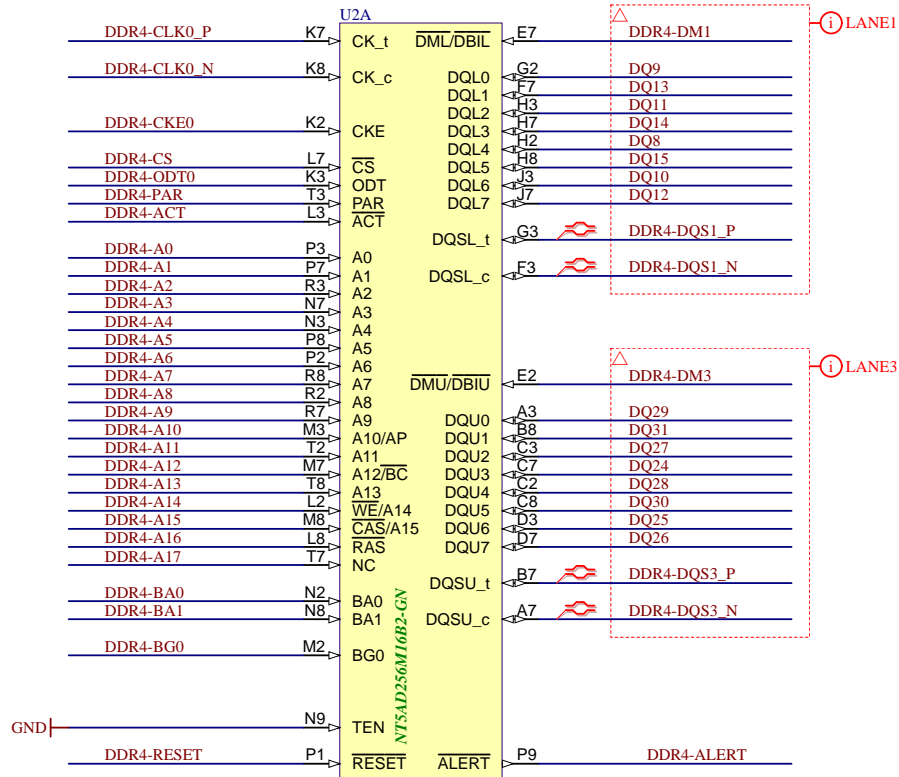 U2A
DDR4-CLK0_P K7 CK_t DML/DBIL E7 DDR4-DM1 LANE1
DDR4-CLK0_N K8 CK_c DQL0 G2 DQ9
DQL1 F7 DQ13
DQL2 H3 DQ11
DDR4-CKE0 K2 CKE DQL3 H7 DQ14
DQL4 H2 DQ8
DDR4-CS L7 CS DQL5 H8 DQ15
DDR4-ODT0 K3 ODT DQL6 J3 DQ10
DDR4-PAR T3 PAR DQL7 J7 DQ12
DDR4-ACT L3 ACT
DQSL_t G3 DDR4-DQS1_P
DDR4-A0 P3 A0
DDR4-A1 P7 A1 DQSL_c F3 DDR4-DQS1_N
DDR4-A2 R3 A2
DDR4-A3 N7 A3
DDR4-A4 N3 A4
DDR4-A5 P8 A5
DDR4-A6 P2 A6 LANE3
DDR4-A7 R8 A7 DMU/DBIU E2 DDR4-DM3
DDR4-A8 R2 A8
DDR4-A9 R7 A9 DQU0 A3 DQ29
DDR4-A10 M3 A10/AP DQU1 B8 DQ31
DDR4-A11 T2 A11 DQU2 C3 DQ27
DDR4-A12 M7 A12/BC DQU3 C7 DQ24
DDR4-A13 T8 A13 DQU4 C2 DQ28
DDR4-A14 L2 WE/A14 DQU5 C8 DQ30
DDR4-A15 M8 CAS/A15 DQU6 D3 DQ25
DDR4-A16 L8 RAS DQU7 D7 DQ26
DDR4-A17 T7 NC
DQSU_t B7 DDR4-DQS3_P
DDR4-BA0 N2 BA0
DDR4-BA1 N8 BA1 DQSU_c A7 DDR4-DQS3_N
DDR4-BG0 M2 BG0
NT5AD256M16B2-GN
GND N9 TEN
DDR4-RESET P1 RESET ALERT P9 DDR4-ALERT